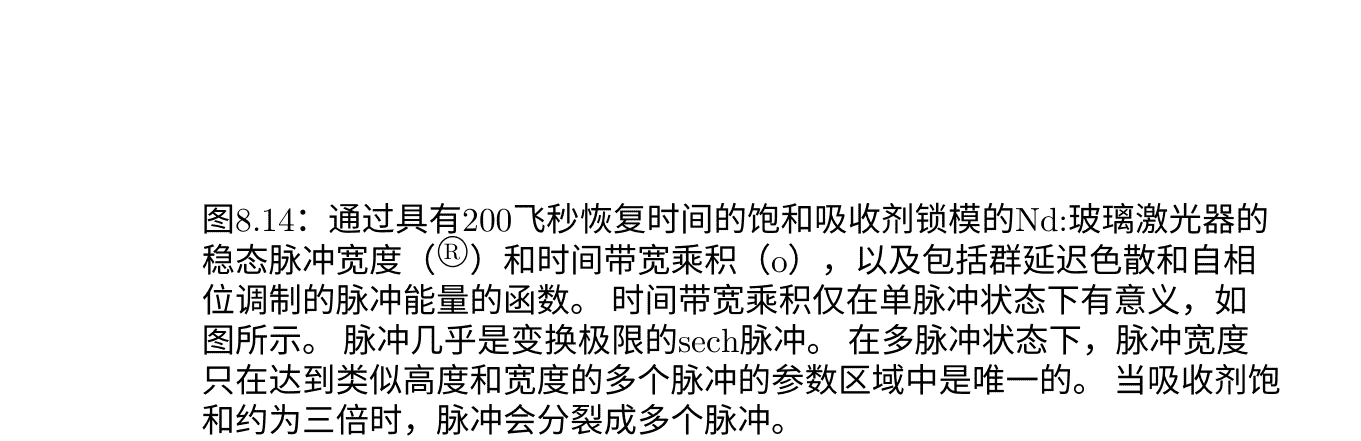 图8.14：通过具有200飞秒恢复时间的饱和吸收剂锁模的Nd:玻璃激光器的
稳态脉冲宽度（®）和时间带宽乘积（o），以及包括群延迟色散和自相
位调制的脉冲能量的函数。 时间带宽乘积仅在单脉冲状态下有意义，如
图所示。 脉冲几乎是变换极限的sech脉冲。 在多脉冲状态下，脉冲宽度
只在达到类似高度和宽度的多个脉冲的参数区域中是唯一的。 当吸收剂饱
和约为三倍时，脉冲会分裂成多个脉冲。